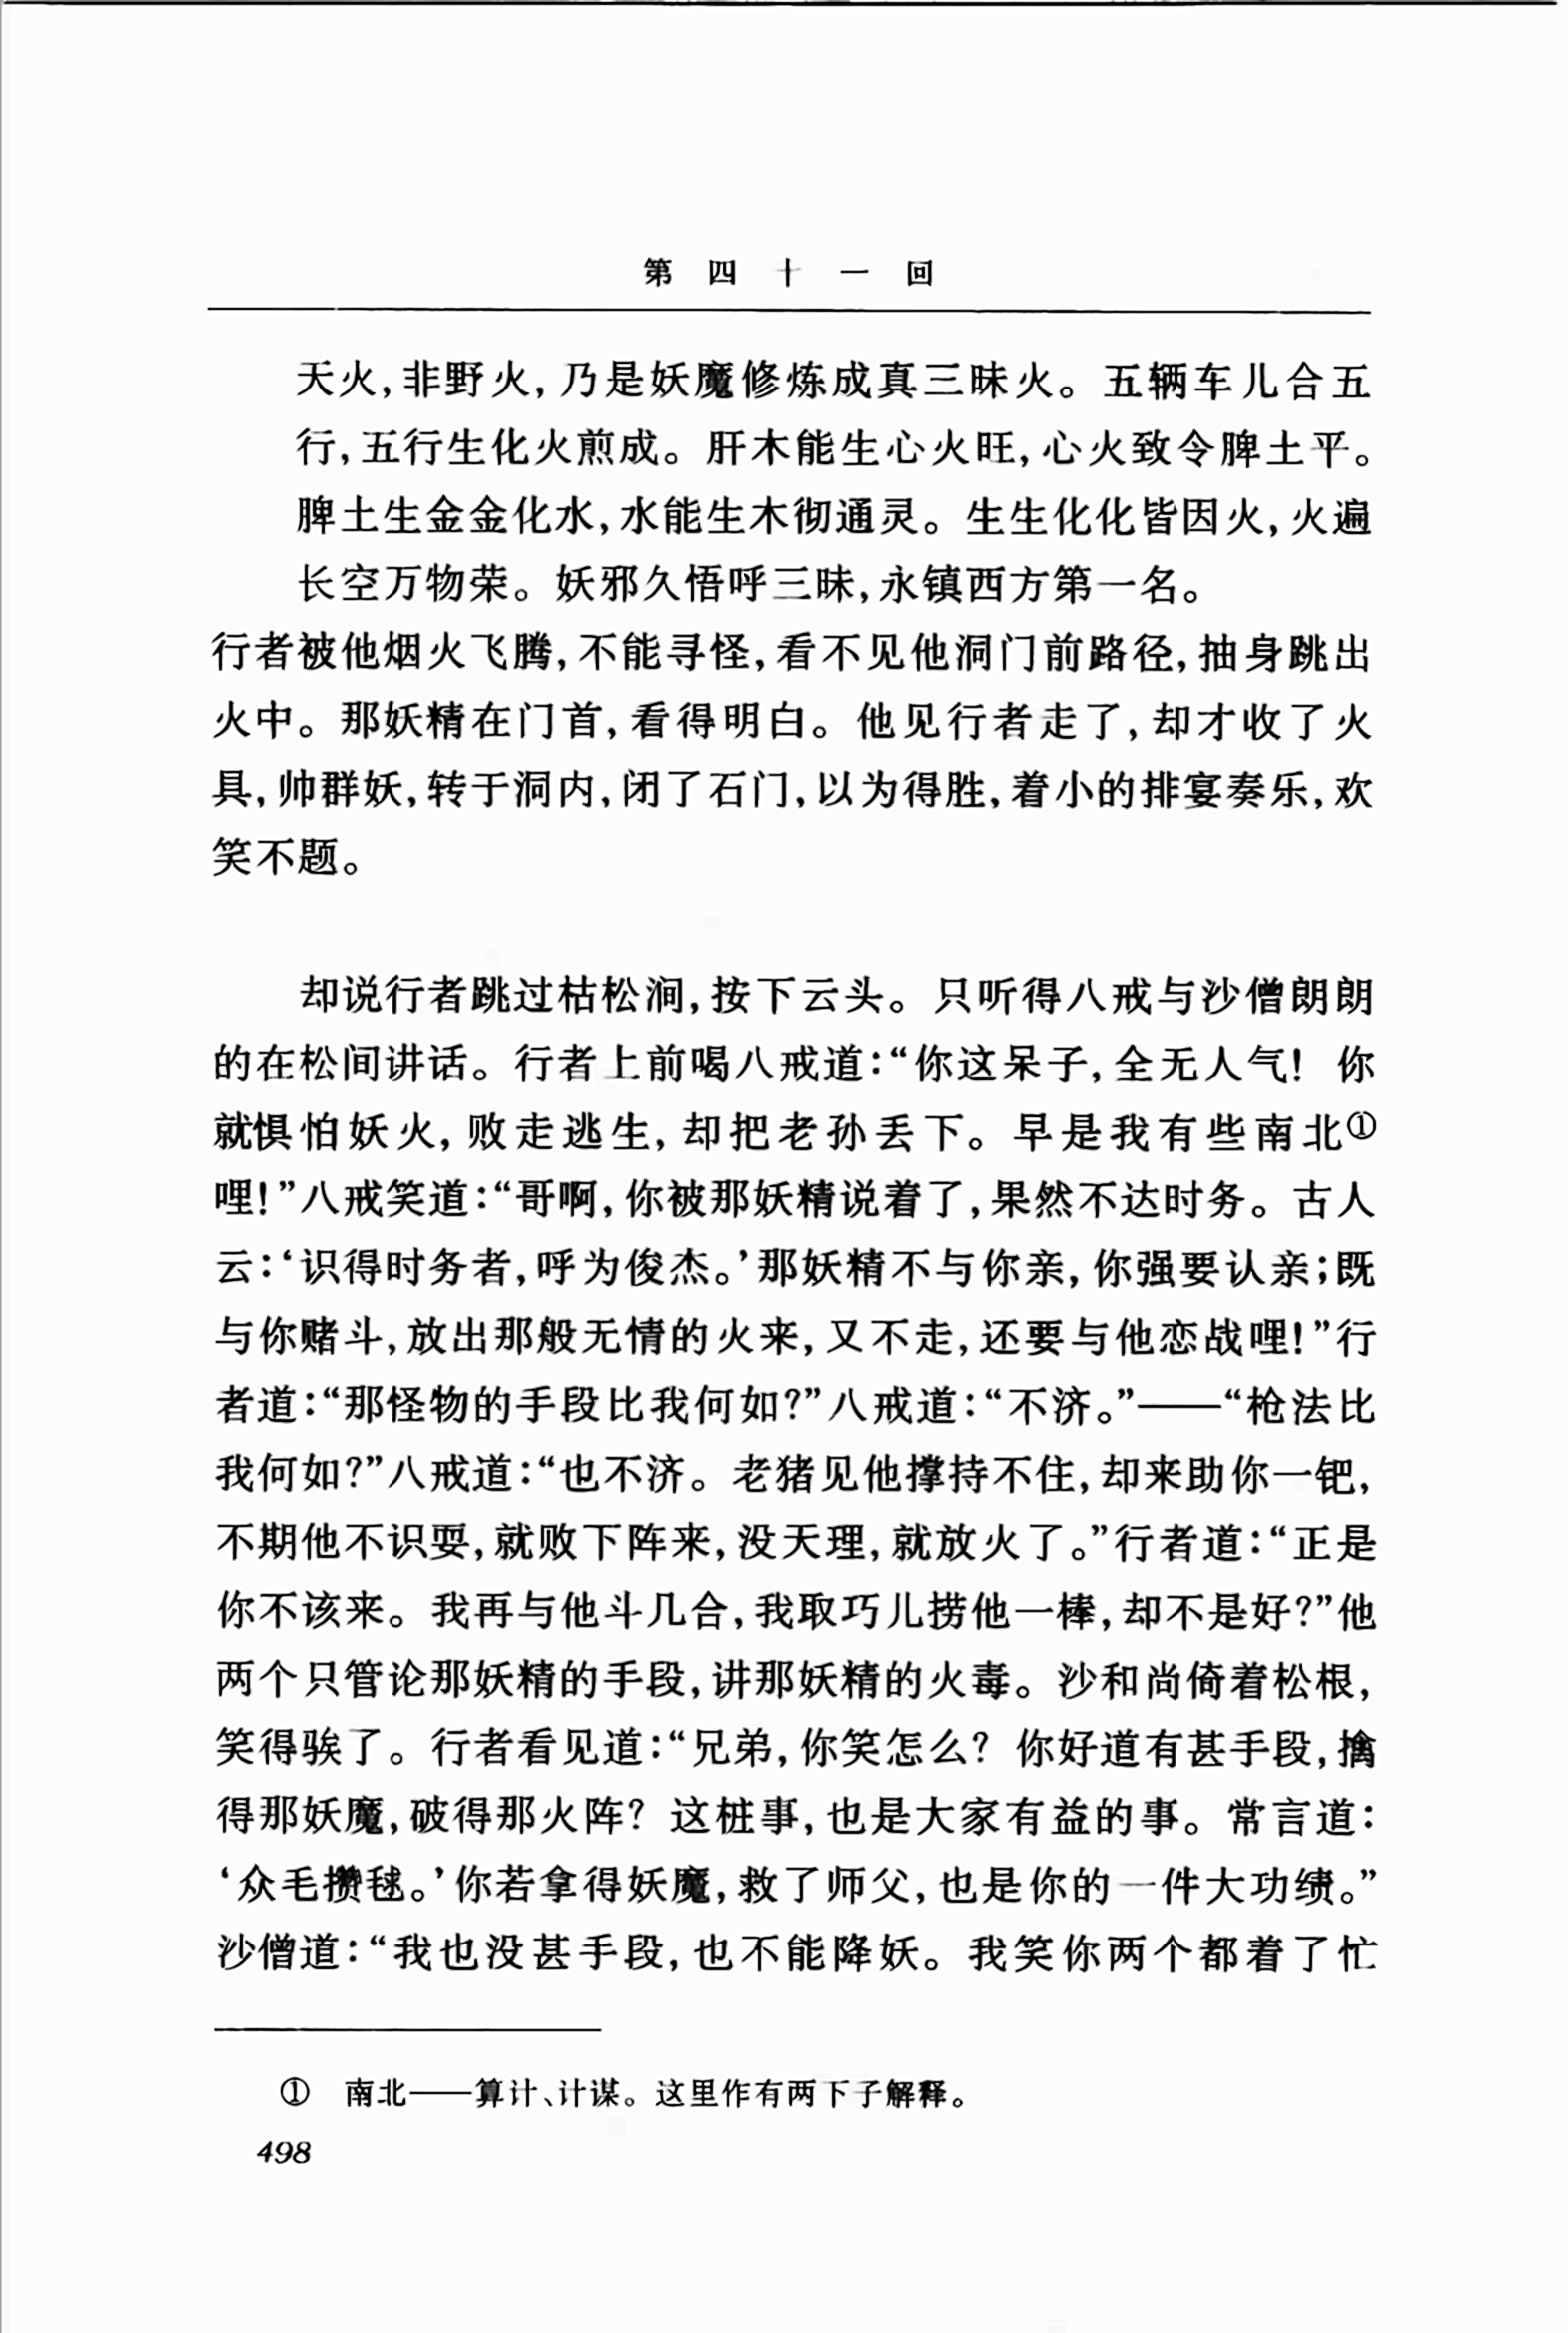 第四十一回
天火，非野火，乃是妖魔修炼成真三昧火。五辆车儿合五
行，五行生化火煎成。肝木能生心火旺，心火致令脾土平。
脾土生金金化水，水能生木彻通灵。生生化化皆因火，火遍
长空万物荣。妖邪久悟呼三昧，永镇西方第一名。
行者被他烟火飞腾，不能寻怪，看不见他洞门前路径，抽身跳出
火中。那妖精在门首，看得明白。他见行者走了，却才收了火
具，帅群妖，转于洞内，闭了石门，以为得胜，着小的排宴奏乐，欢
笑不题。
却说行者跳过枯松涧，按下云头。只听得八戒与沙僧朗朗
的在松间讲话。行者上前喝八戒道：“你这呆子，全无人气！你
就惧怕妖火，败走逃生，却把老孙丢下。早是我有些南北①
哩！”八戒笑道：“哥啊，你被那妖精说着了，果然不达时务。古人
云：‘识得时务者，呼为俊杰。’那妖精不与你亲，你强要认亲；既
与你赌斗，放出那般无情的火来，又不走，还要与他恋战哩！”行
者道：“那怪物的手段比我何如？”八戒道：“不济。”——“枪法比
我何如？”八戒道：“也不济。老猪见他撑持不住，却来助你一钯，
不期他不识耍，就败下阵来，没天理，就放火了。”行者道：“正是
你不该来。我再与他斗几合，我取巧儿捞他一棒，却不是好？”他
两个只管论那妖精的手段，讲那妖精的火毒。沙和尚倚着松根，
笑得騃了。行者看见道：“兄弟，你笑怎么？你好道有甚手段，擒
得那妖魔，破得那火阵？这桩事，也是大家有益的事。常言道：
‘众毛攒毬。’你若拿得妖魔，救了师父，也是你的一件大功绩。”
沙僧道：“我也没甚手段，也不能降妖。我笑你两个都着了忙
① 南北——算计、计谋。这里作有两下子解释。
498